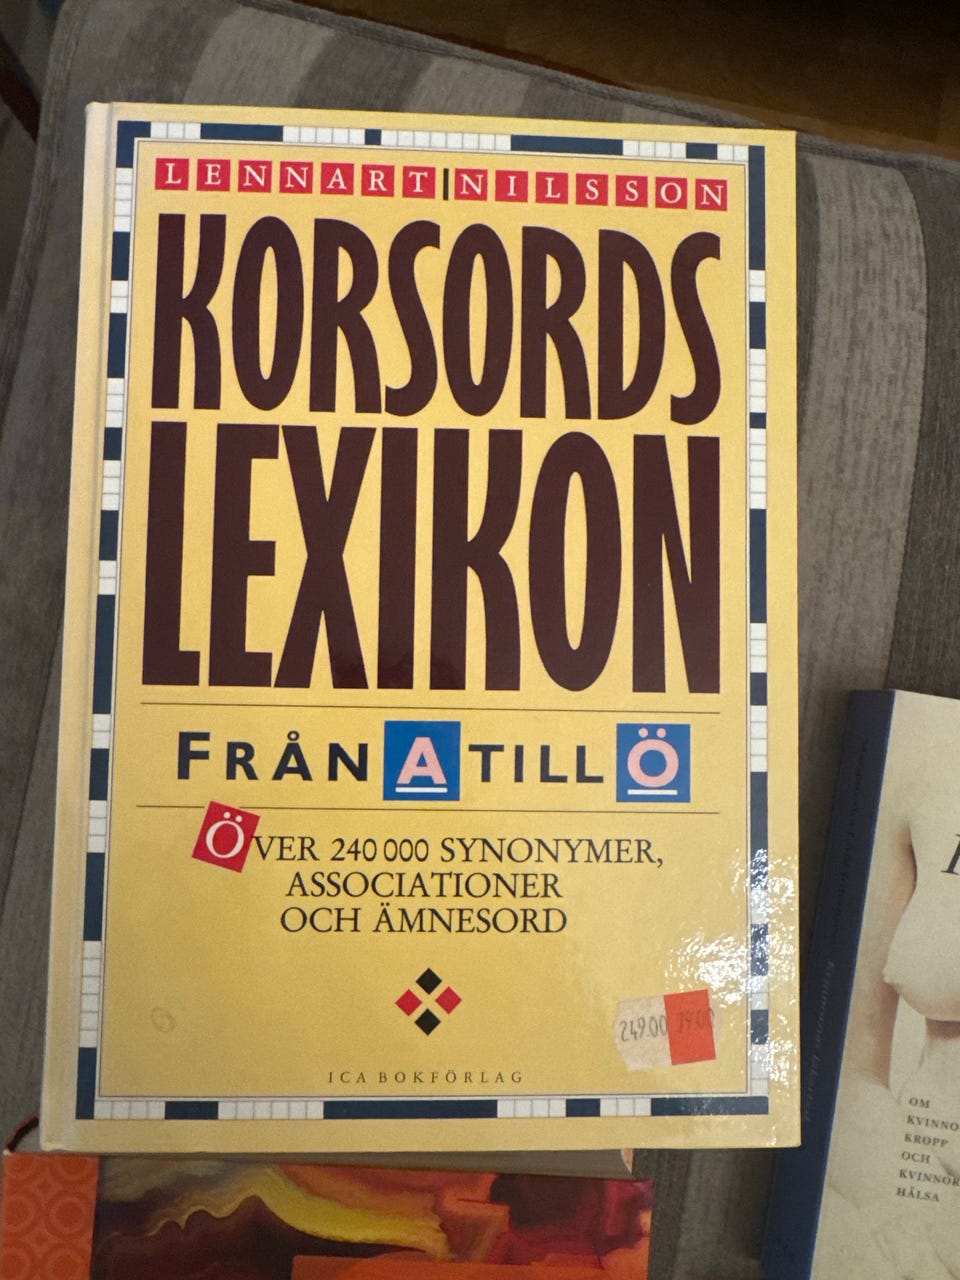 LENNART NILSSON
KORSORDS
LEXIKON
FRÅN A TILL Ö
ÖVER 240 000 SYNONYMER,
ASSOCIATIONER
OCH ÄMNESORD
249.00
ICA BOKFÖRLAG
OM
KVINNO
KROPP
OCH
KVINNOR
HÄLSA